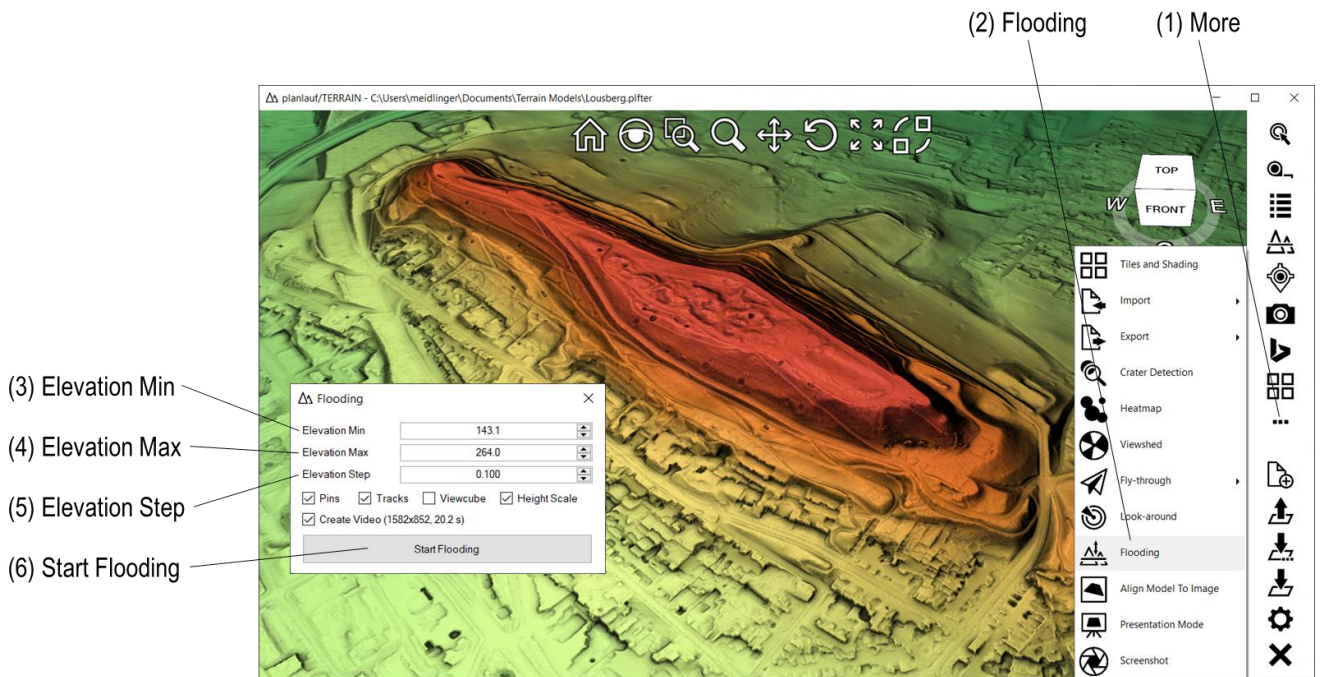 (2) Flooding
(1) More
planlauf/TERRAIN - C:\Users\meidlinger\Documents\Terrain Models\Lousberg.plfter
TOP
W
FRONT
E
Tiles and Shading
Import
Export
Crater Detection
Heatmap
Viewshed
Fly-through
Look-around
Flooding
Align Model To Image
Presentation Mode
Screenshot
(3) Elevation Min
(4) Elevation Max
(5) Elevation Step
(6) Start Flooding
Flooding
Elevation Min 143.1
Elevation Max 264.0
Elevation Step 0.100
Pins Tracks Viewcube Height Scale
Create Video (1582x852, 20.2 s)
Start Flooding